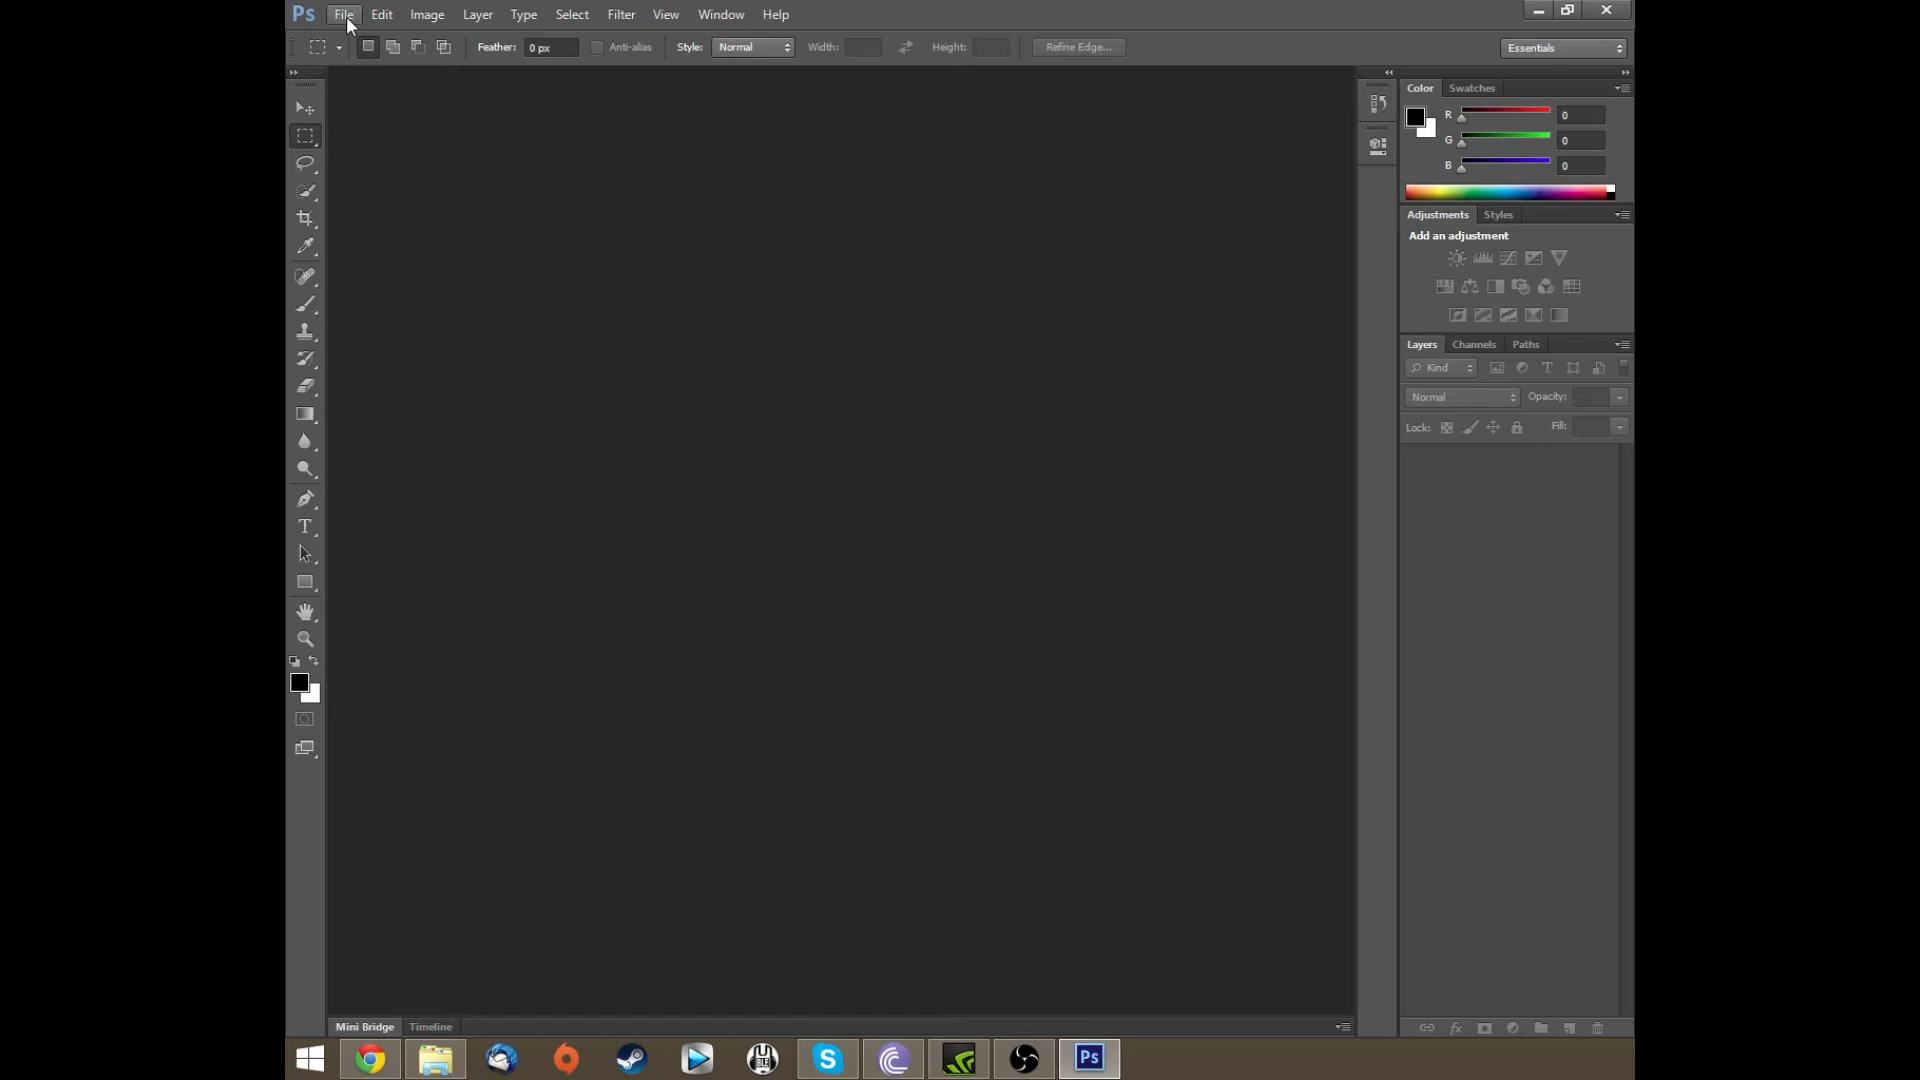 Ps File Edit Image Layer Type Select Filter View Window Help
Feather: 0 px Anti-alias Style: Normal Width: Height: Refine Edge... Essentials
Color Swatches
R 0
G 0
B 0
Adjustments Styles
Add an adjustment
Layers Channels Paths
Kind T
Normal Opacity:
Lock: Fill:
T
fx
Mini Bridge Timeline
S Ps